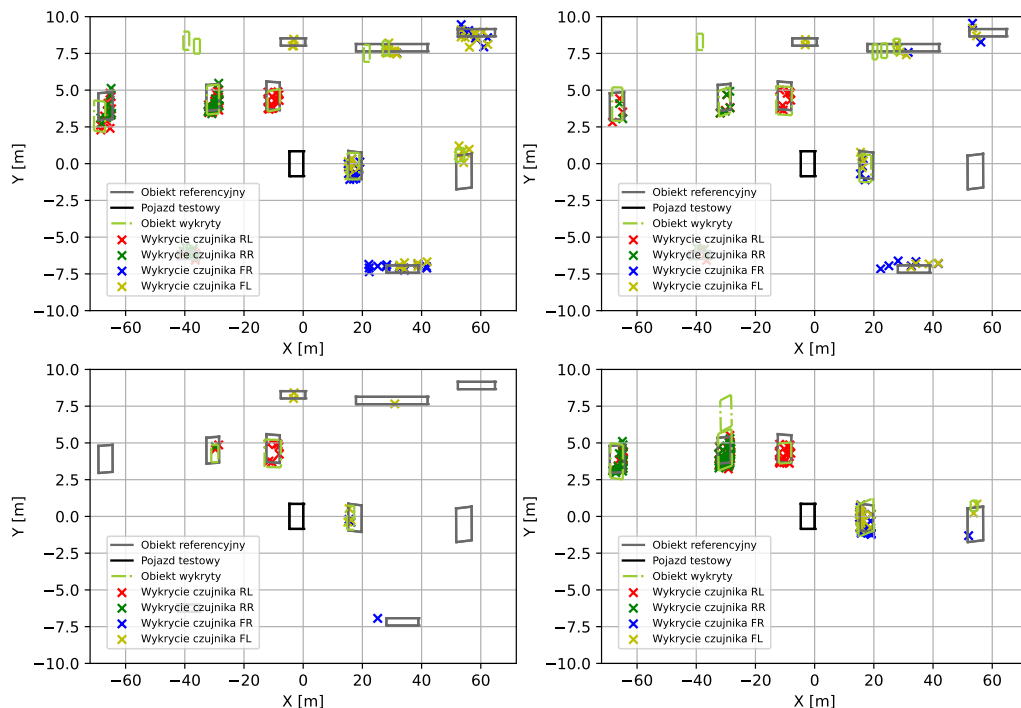 10.0
7.5
5.0
2.5
0.0
−2.5
−5.0
−7.5
−10.0
Y [m]
−60 −40 −20 0 20 40 60
X [m]
Obiekt referencyjny
Pojazd testowy
Obiekt wykryty
Wykrycie czujnika RL
Wykrycie czujnika RR
Wykrycie czujnika FR
Wykrycie czujnika FL
10.0
7.5
5.0
2.5
0.0
−2.5
−5.0
−7.5
−10.0
Y [m]
−60 −40 −20 0 20 40 60
X [m]
Obiekt referencyjny
Pojazd testowy
Obiekt wykryty
Wykrycie czujnika RL
Wykrycie czujnika RR
Wykrycie czujnika FR
Wykrycie czujnika FL
10.0
7.5
5.0
2.5
0.0
−2.5
−5.0
−7.5
−10.0
Y [m]
−60 −40 −20 0 20 40 60
X [m]
Obiekt referencyjny
Pojazd testowy
Obiekt wykryty
Wykrycie czujnika RL
Wykrycie czujnika RR
Wykrycie czujnika FR
Wykrycie czujnika FL
10.0
7.5
5.0
2.5
0.0
−2.5
−5.0
−7.5
−10.0
Y [m]
−60 −40 −20 0 20 40 60
X [m]
Obiekt referencyjny
Pojazd testowy
Obiekt wykryty
Wykrycie czujnika RL
Wykrycie czujnika RR
Wykrycie czujnika FR
Wykrycie czujnika FL